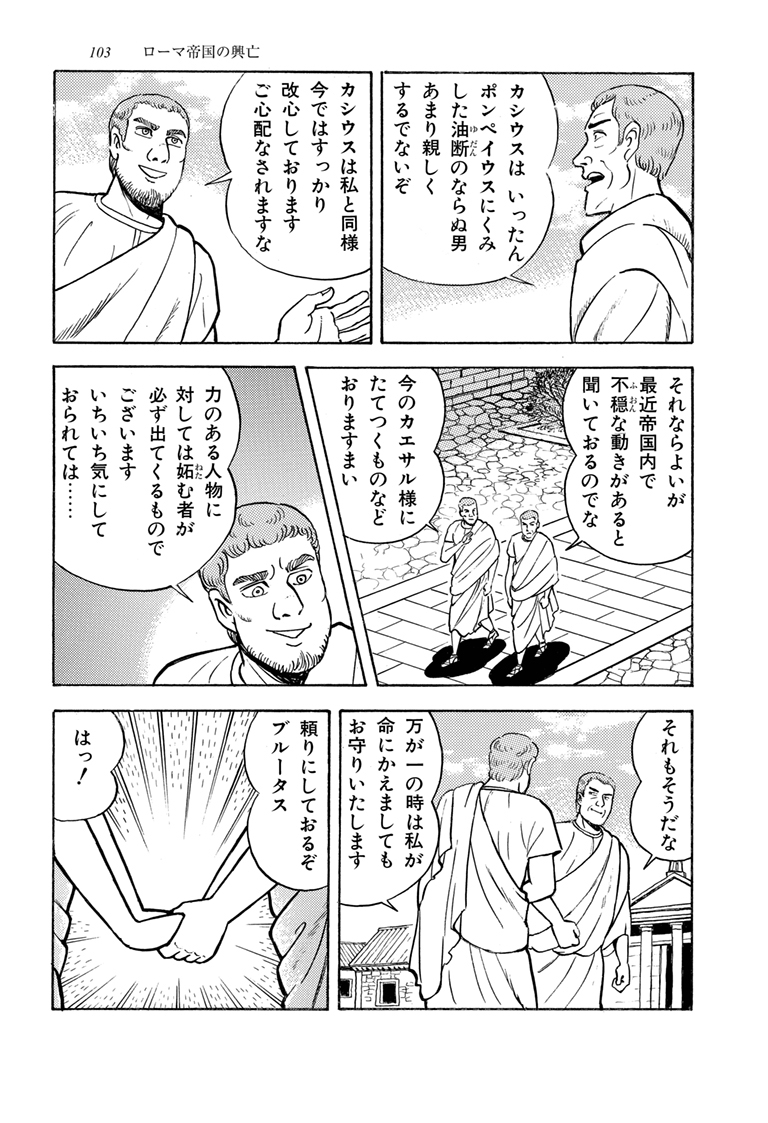 103 ローマ帝国の興亡
カシウスは いったん
ポンペイウスにくみ
した油断のならぬ男
ゆだん
あまり親しく
するでないぞ
カシウスは私と同様
今ではすっかり
改心しております
ご心配なされますな
それならよいが
最近帝国内で
不穏な動きがあると
ふおん
聞いておるのでな
今のカエサル様に
たてつくものなど
おりますまい
力のある人物に
対しては妬む者が
ねた
必ず出てくるもので
ございます
いちいち気にして
おられては……
それもそうだな
万が一の時は私が
命にかえましても
お守りいたします
頼りにしておるぞ
ブルータス
はっ！